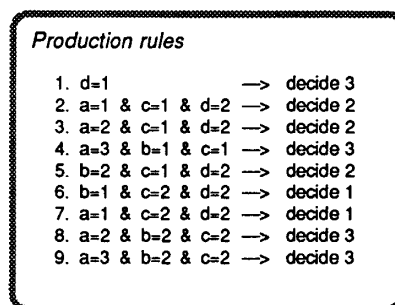 Production rules
1. d=1 —> decide 3
2. a=1 & c=1 & d=2 —> decide 2
3. a=2 & c=1 & d=2 —> decide 2
4. a=3 & b=1 & c=1 —> decide 3
5. b=2 & c=1 & d=2 —> decide 2
6. b=1 & c=2 & d=2 —> decide 1
7. a=1 & c=2 & d=2 —> decide 1
8. a=2 & b=2 & c=2 —> decide 3
9. a=3 & b=2 & c=2 —> decide 3